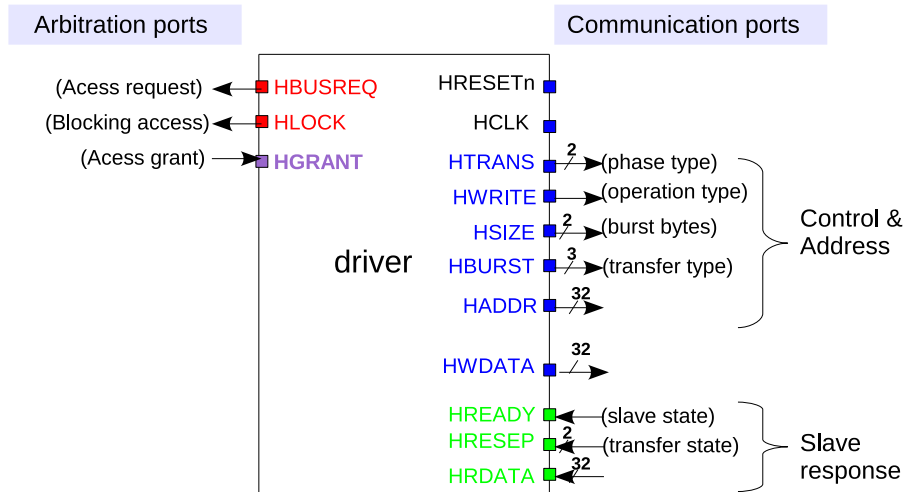 Arbitration ports
Communication ports
(Acess request)
HBUSREQ
HRESETn
(Blocking access)
HLOCK
HCLK
(Acess grant)
HGRANT
HTRANS
2
(phase type)
HWRITE
(operation type)
HSIZE
2
(burst bytes)
Control &
Address
driver
HBURST
3
(transfer type)
HADDR
32
HWDATA
32
HREADY
(slave state)
HRESEP
2
(transfer state)
Slave
response
HRDATA
32